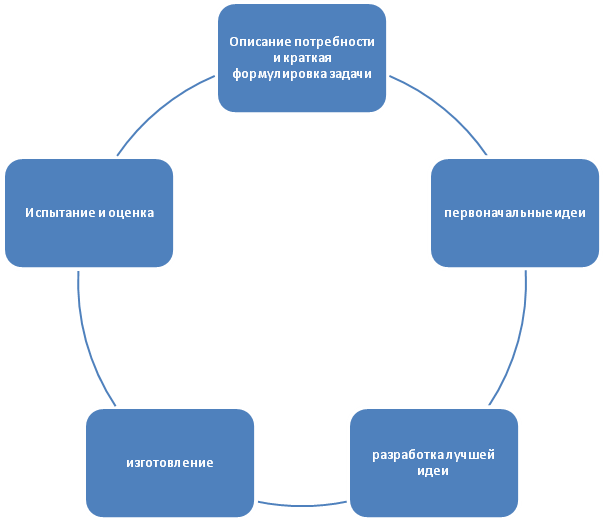 Описание потребности
и краткая
формулировка задачи
первоначальные идеи
разработка лучшей
идеи
изготовление
Испытание и оценка